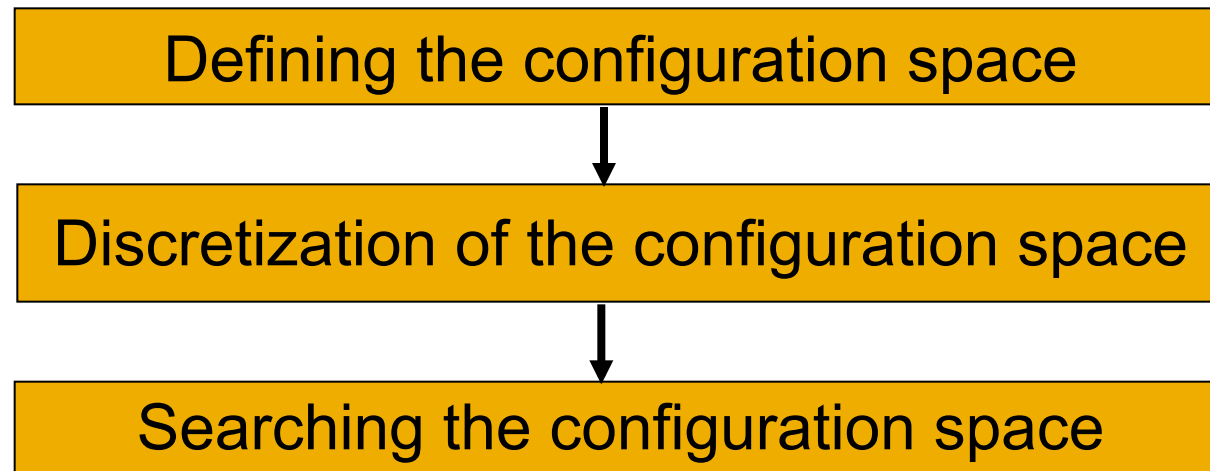 Defining the configuration space
Discretization of the configuration space
Searching the configuration space